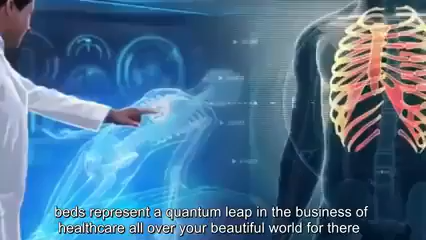 beds represent a quantum leap in the business of
healthcare all over your beautiful world for there